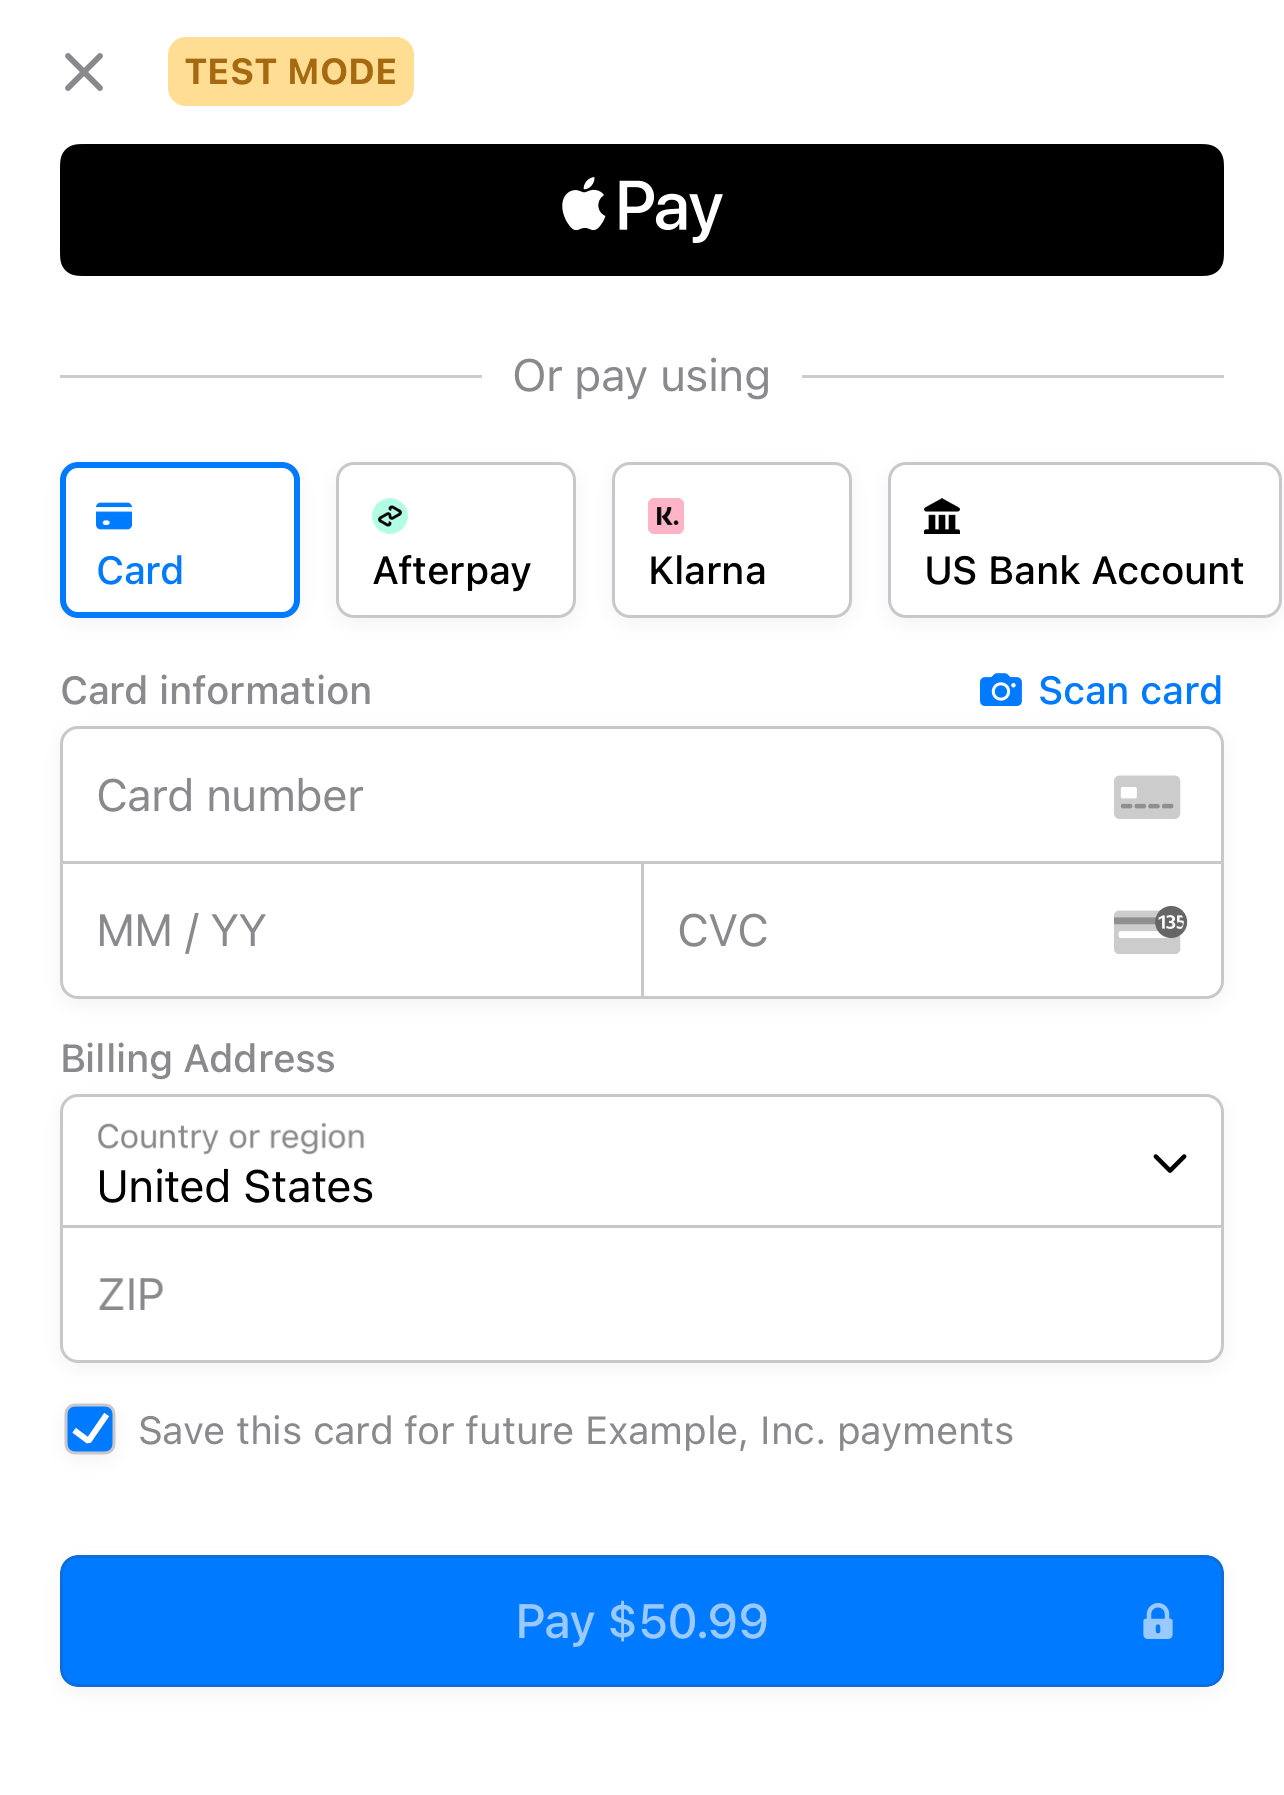 TEST MODE
Pay
Or pay using
Card
Afterpay
K.
Klarna
US Bank Account
Card information
Scan card
Card number
MM / YY
CVC
135
Billing Address
Country or region
United States
ZIP
Save this card for future Example, Inc. payments
Pay $50.99